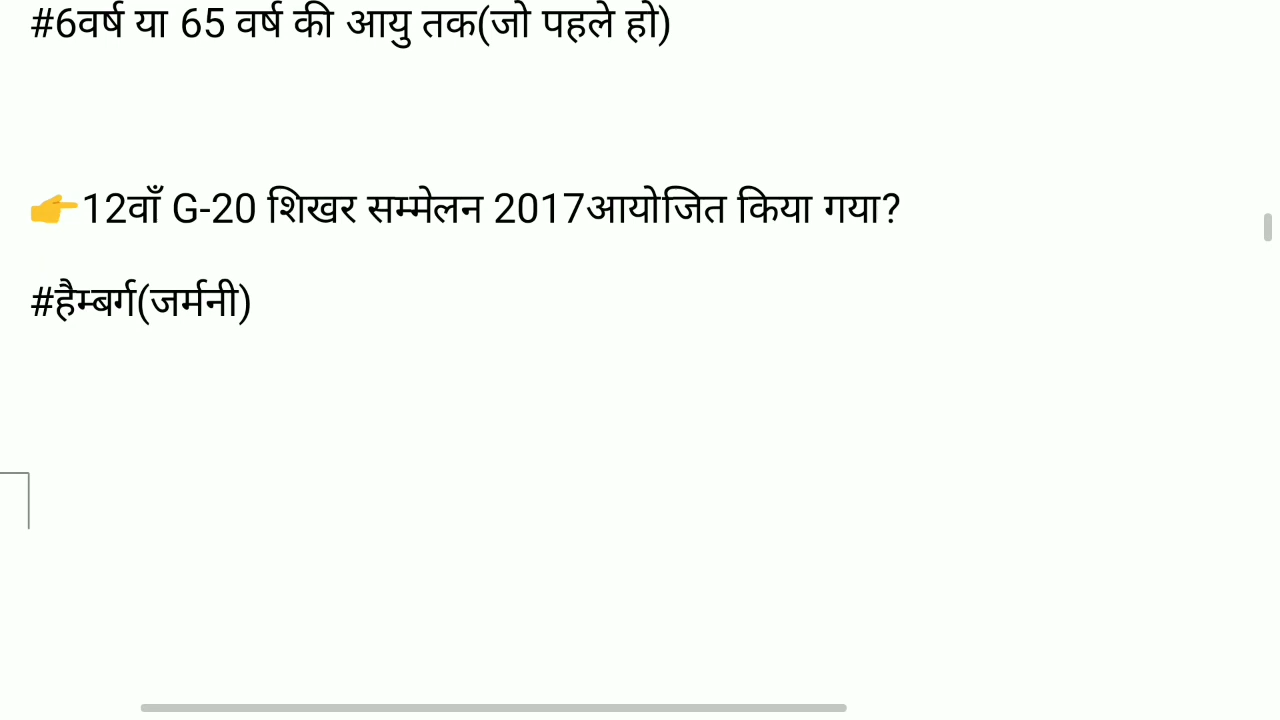 #6वर्ष या 65 वर्ष की आयु तक(जो पहले हो)
👉12वाँ G-20 शिखर सम्मेलन 2017आयोजित किया गया?
#हैम्बर्ग(जर्मनी)